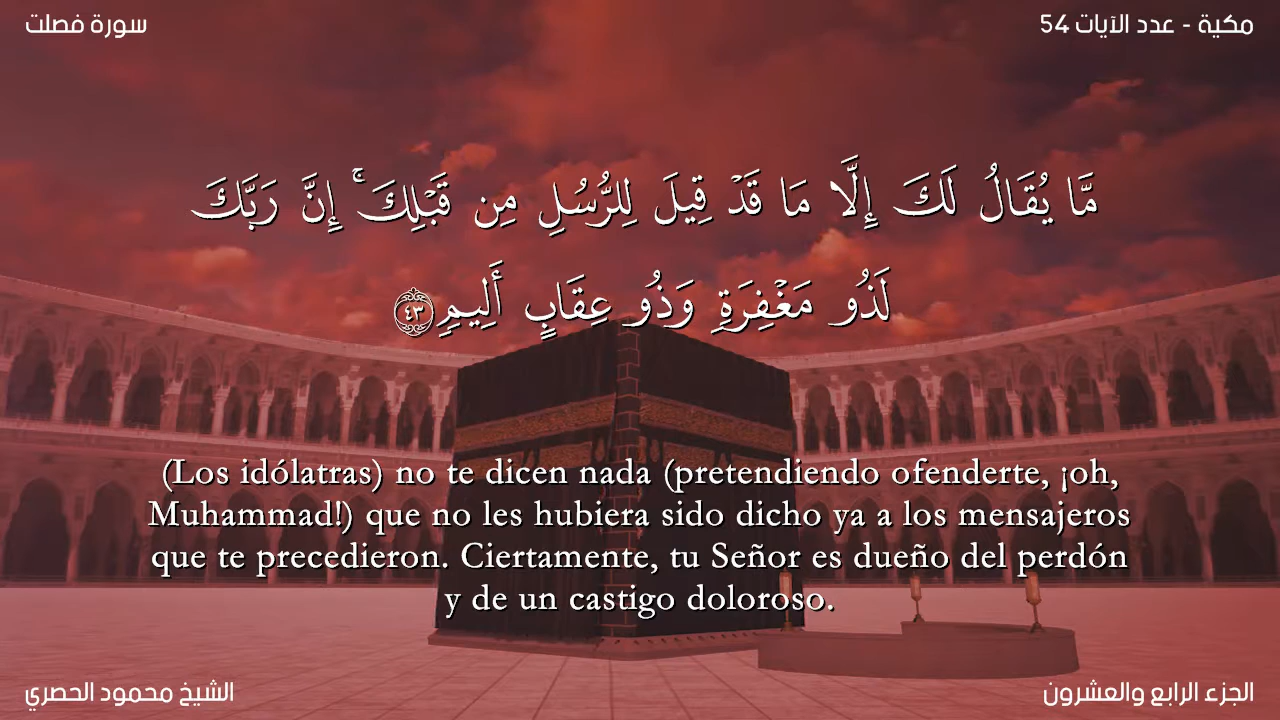 سورة فصلت
مكية - عدد الآيات 54
مَّا يُقَالُ لَكَ إِلَّا مَا قَدْ قِيلَ لِلرُّسُلِ مِن قَبْلِكَ ۚ إِنَّ رَبَّكَ
لَذُو مَغْفِرَةٍ وَذُو عِقَابٍ أَلِيمٍ ٤٣
(Los idólatras) no te dicen nada (pretendiendo ofenderte, ¡oh,
Muhammad!) que no les hubiera sido dicho ya a los mensajeros
que te precedieron. Ciertamente, tu Señor es dueño del perdón
y de un castigo doloroso.
الشيخ محمود الحصري
الجزء الرابع والعشرون